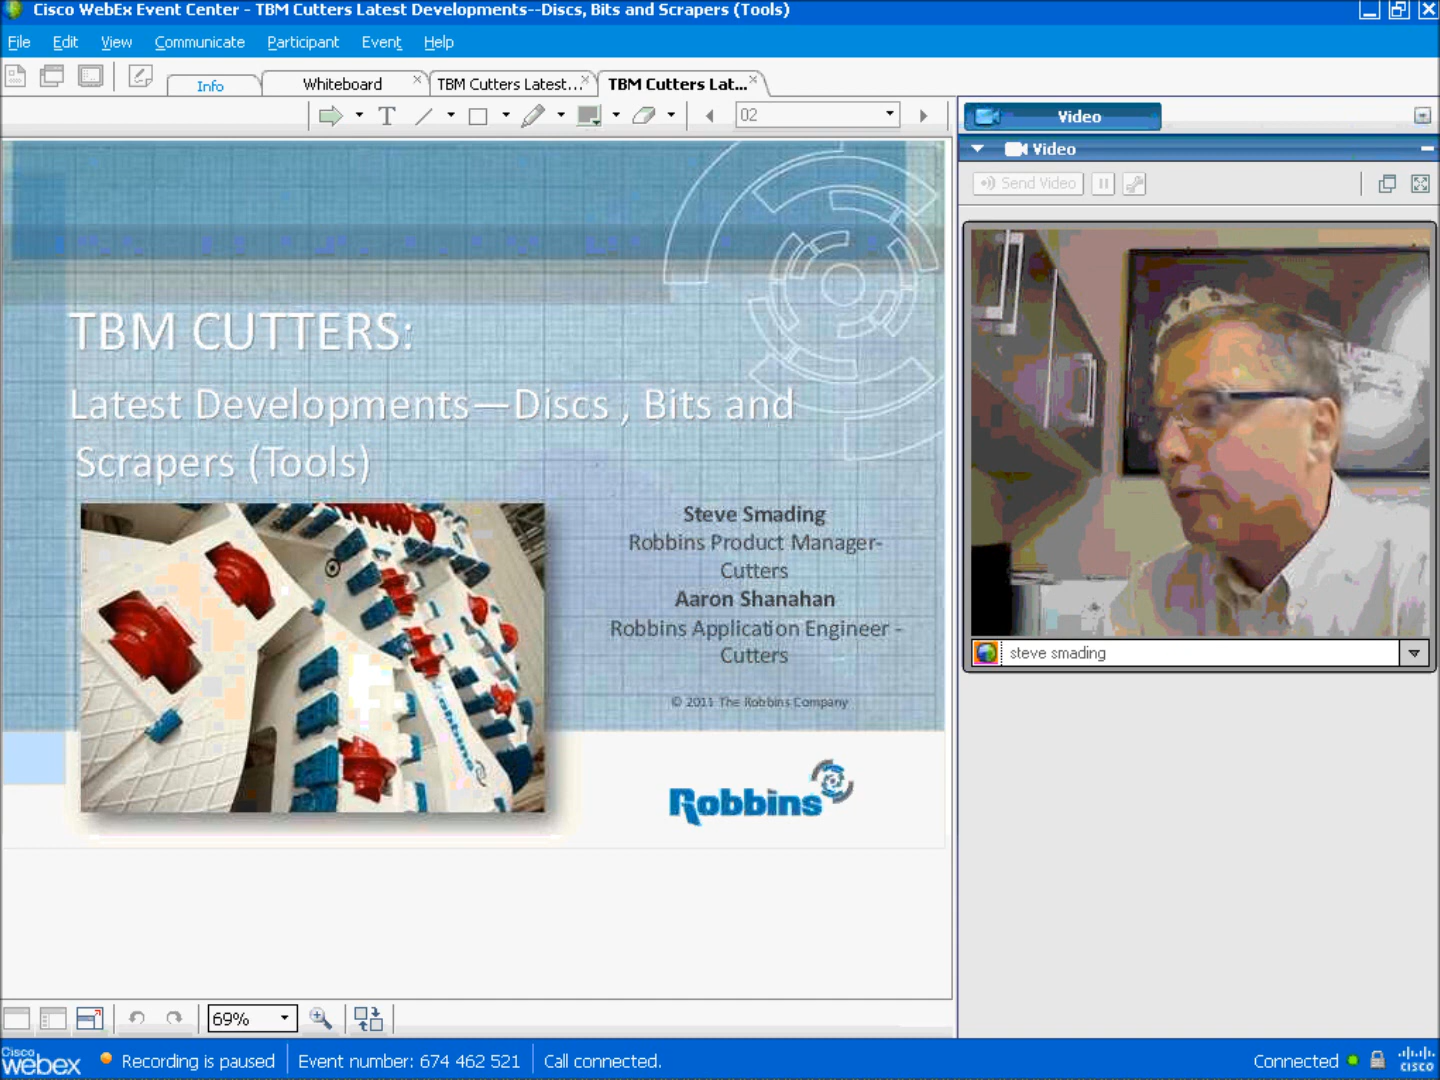 Cisco WebEx Event Center - TBM Cutters Latest Developments--Discs, Bits and Scrapers (Tools)
File Edit View Communicate Participant Event Help
Info Whiteboard TBM Cutters Latest... TBM Cutters Lat...
02
Video
Video
Send Video
TBM CUTTERS:
Latest Developments—Discs , Bits and
Scrapers (Tools)
Steve Smading
Robbins Product Manager-
Cutters
Aaron Shanahan
Robbins Application Engineer -
Cutters
© 2011 The Robbins Company
Robbins
Robbins
steve smading
69%
Cisco
webex
Recording is paused
Event number: 674 462 521
Call connected.
Connected
CISCO